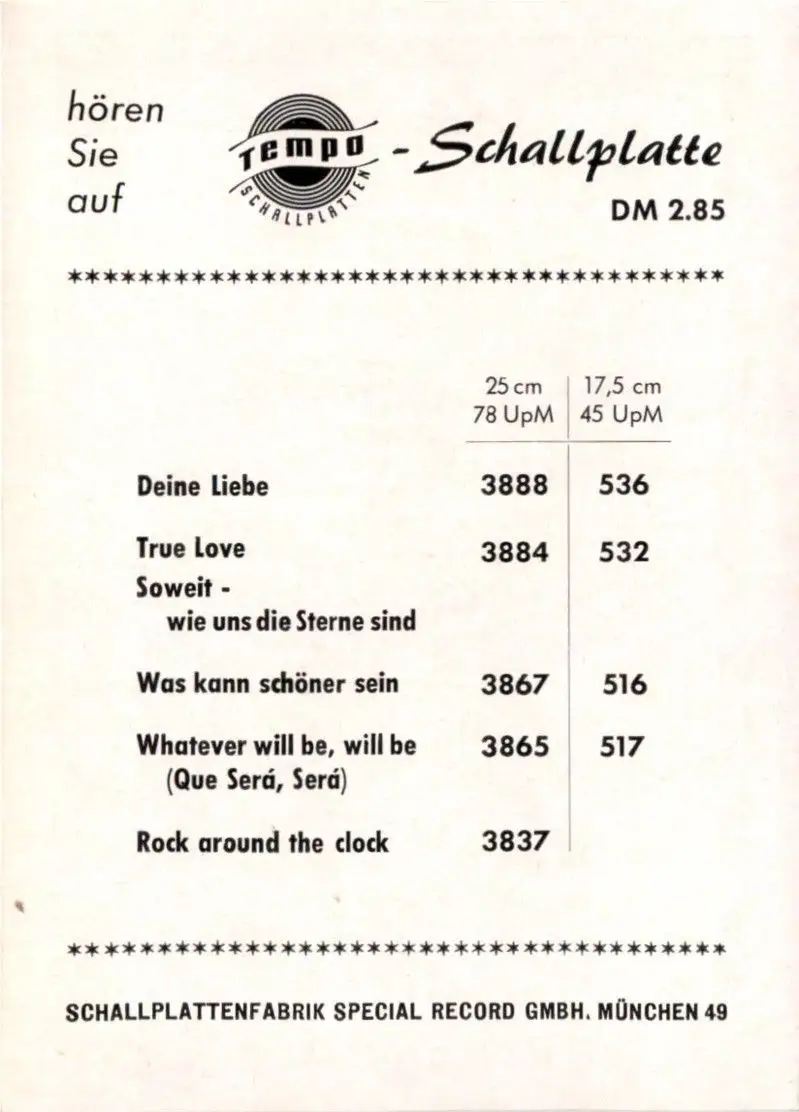 hören
Sie
auf
Tempo
SCHALLPLATTEN
-Schallplatte
DM 2.85
*************************************
25 cm 17,5 cm
78 UpM 45 UpM
Deine Liebe 3888 536
True Love 3884 532
Soweit -
wie uns die Sterne sind
Was kann schöner sein 3867 516
Whatever will be, will be 3865 517
(Que Será, Será)
Rock around the clock 3837
*************************************
SCHALLPLATTENFABRIK SPECIAL RECORD GMBH. MÜNCHEN 49